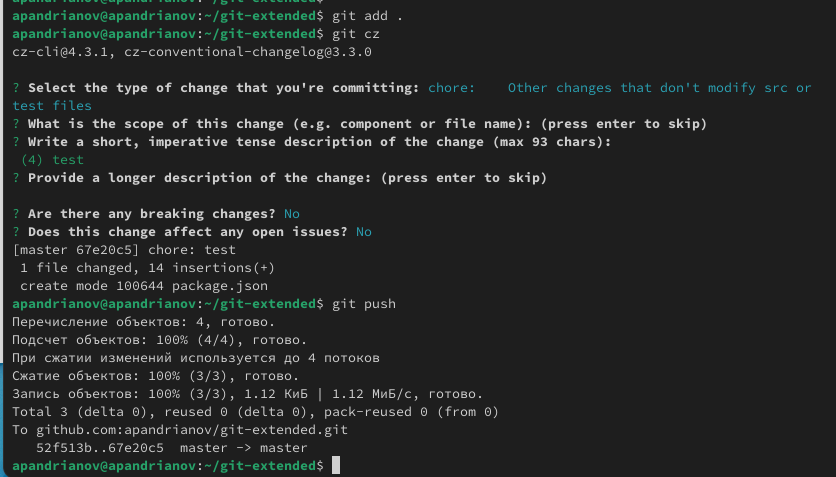 apandrianov@apandrianov:~/git-extended$ git add .
apandrianov@apandrianov:~/git-extended$ git cz
cz-cli@4.3.1, cz-conventional-changelog@3.3.0
? Select the type of change that you're committing: chore:    Other changes that don't modify src or
test files
? What is the scope of this change (e.g. component or file name): (press enter to skip)
? Write a short, imperative tense description of the change (max 93 chars):
 (4) test
? Provide a longer description of the change: (press enter to skip)
? Are there any breaking changes? No
? Does this change affect any open issues? No
[master 67e20c5] chore: test
 1 file changed, 14 insertions(+)
 create mode 100644 package.json
apandrianov@apandrianov:~/git-extended$ git push
Перечисление объектов: 4, готово.
Подсчет объектов: 100% (4/4), готово.
При сжатии изменений используется до 4 потоков
Сжатие объектов: 100% (3/3), готово.
Запись объектов: 100% (3/3), 1.12 КиБ | 1.12 МиБ/с, готово.
Total 3 (delta 0), reused 0 (delta 0), pack-reused 0 (from 0)
To github.com:apandrianov/git-extended.git
   52f513b..67e20c5  master -> master
apandrianov@apandrianov:~/git-extended$